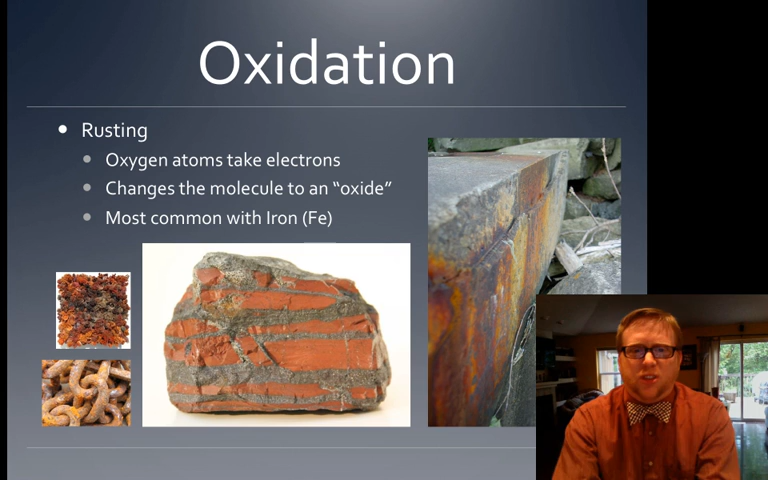 Oxidation
Rusting
Oxygen atoms take electrons
Changes the molecule to an “oxide”
Most common with Iron (Fe)